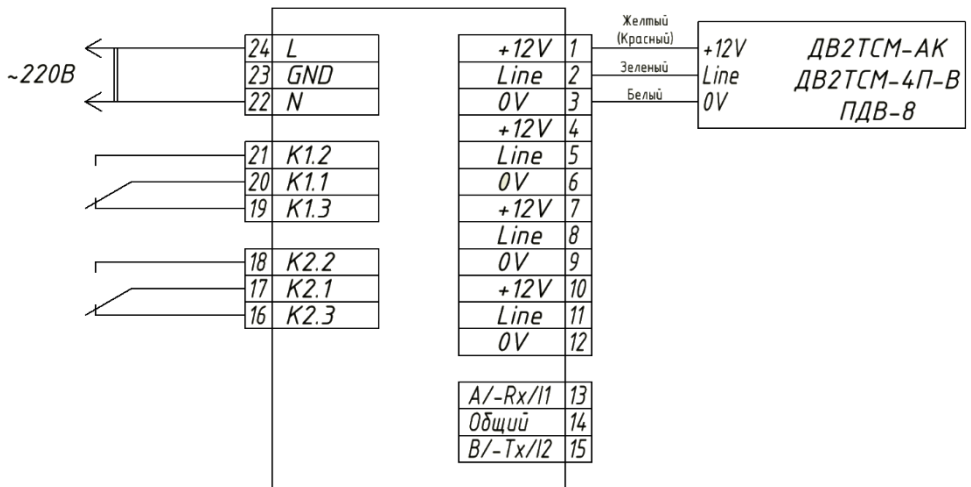 ~220В
24 L
23 GND
22 N
21 K1.2
20 K1.1
19 K1.3
18 K2.2
17 K2.1
16 K2.3
+12V 1
Line 2
0V 3
+12V 4
Line 5
0V 6
+12V 7
Line 8
0V 9
+12V 10
Line 11
0V 12
A/-Rx/I1 13
Общий 14
B/-Tx/I2 15
Желтый
(Красный)
Зеленый
Белый
+12V
Line
0V
ДВ2ТСМ-АК
ДВ2ТСМ-4П-В
ПДВ-8